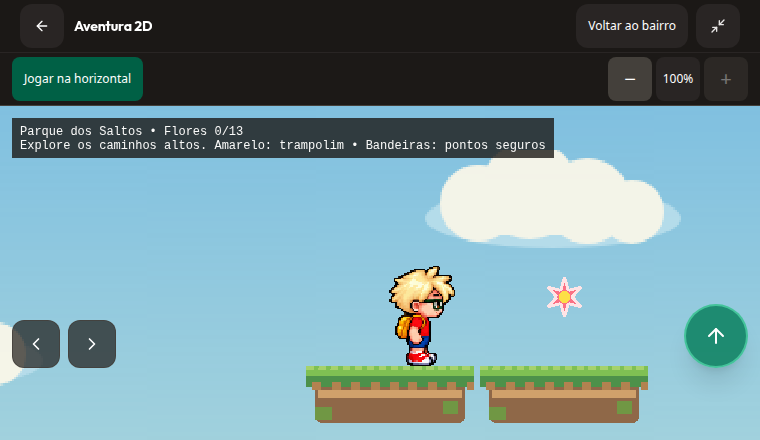 Aventura 2D
Voltar ao bairro
Jogar na horizontal
100%
Parque dos Saltos • Flores 0/13
Explore os caminhos altos. Amarelo: trampolim • Bandeiras: pontos seguros